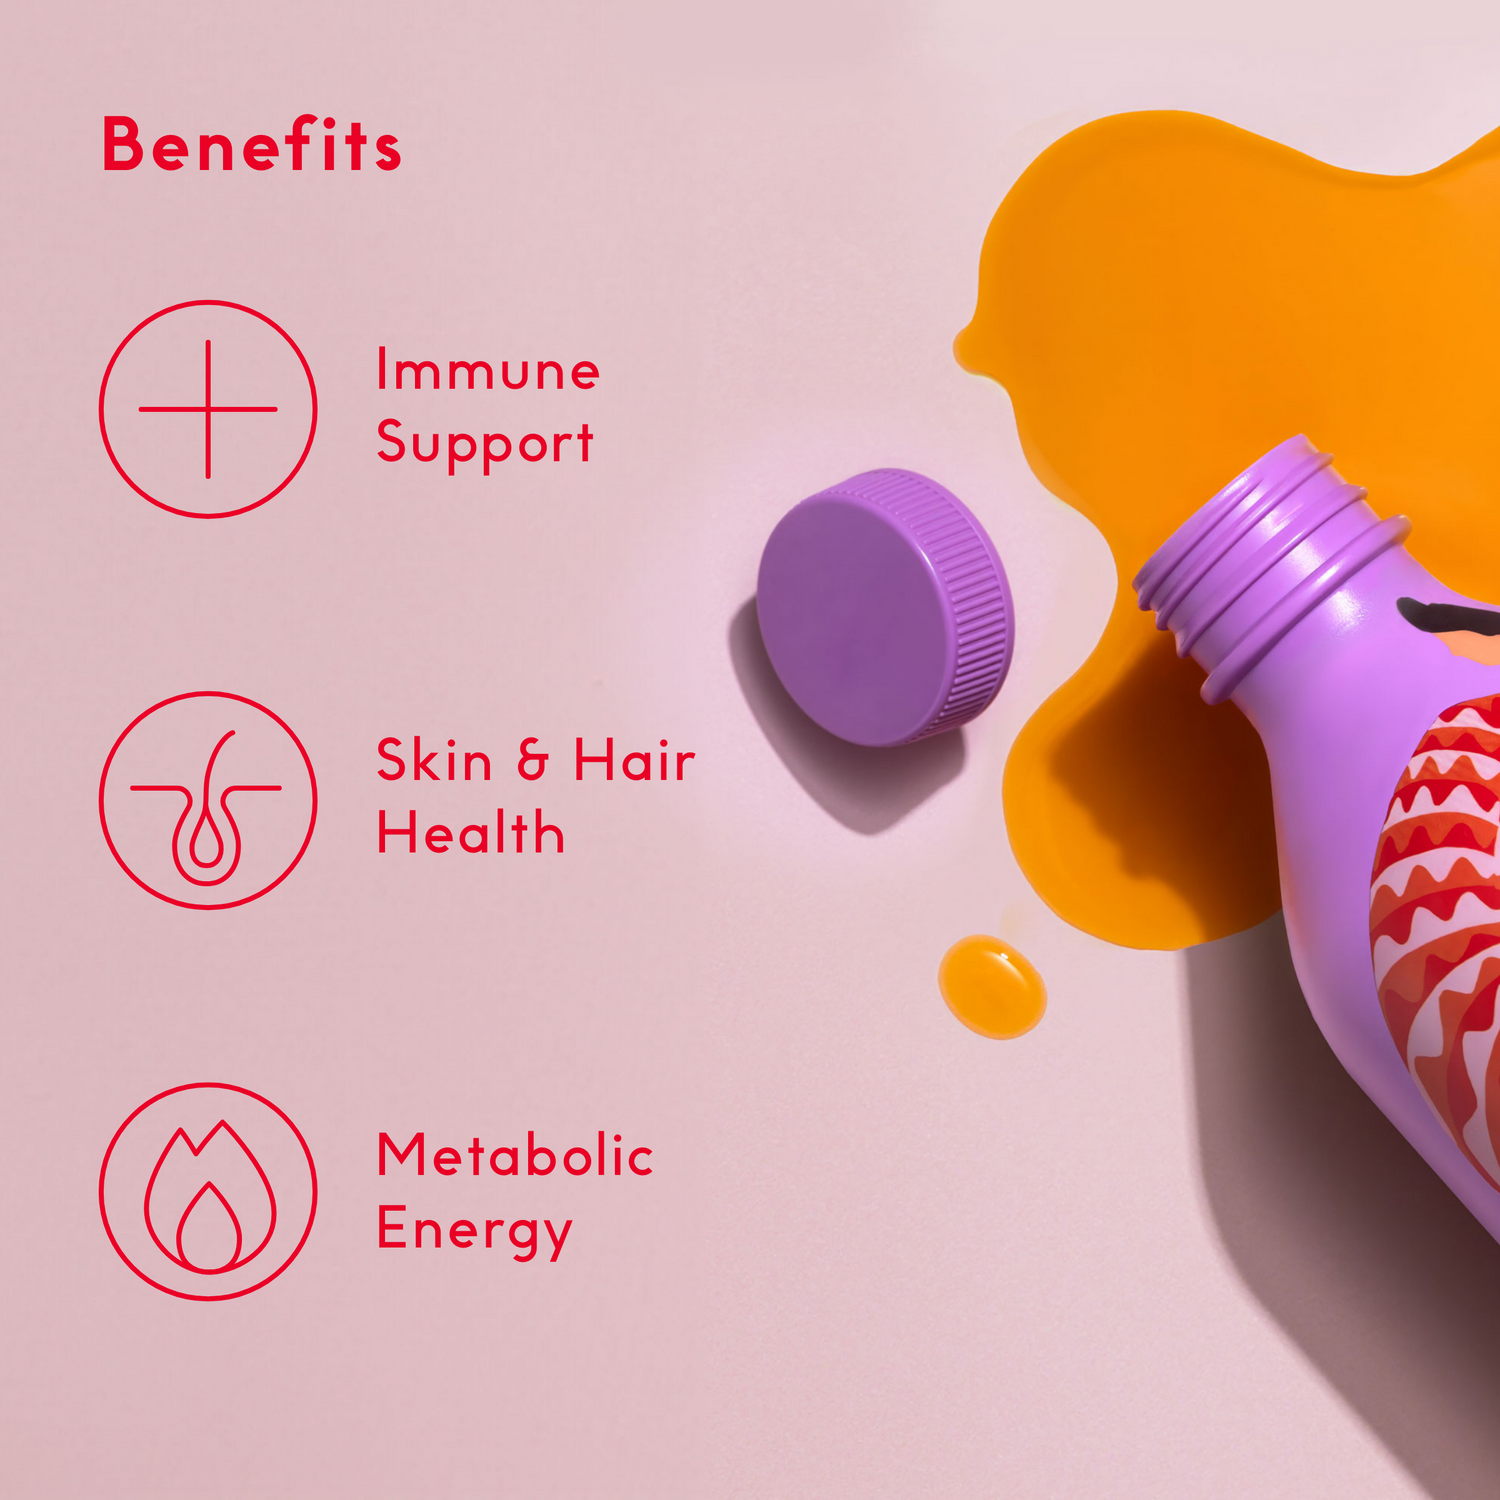 Benefits
Immune
Support
Skin & Hair
Health
Metabolic
Energy